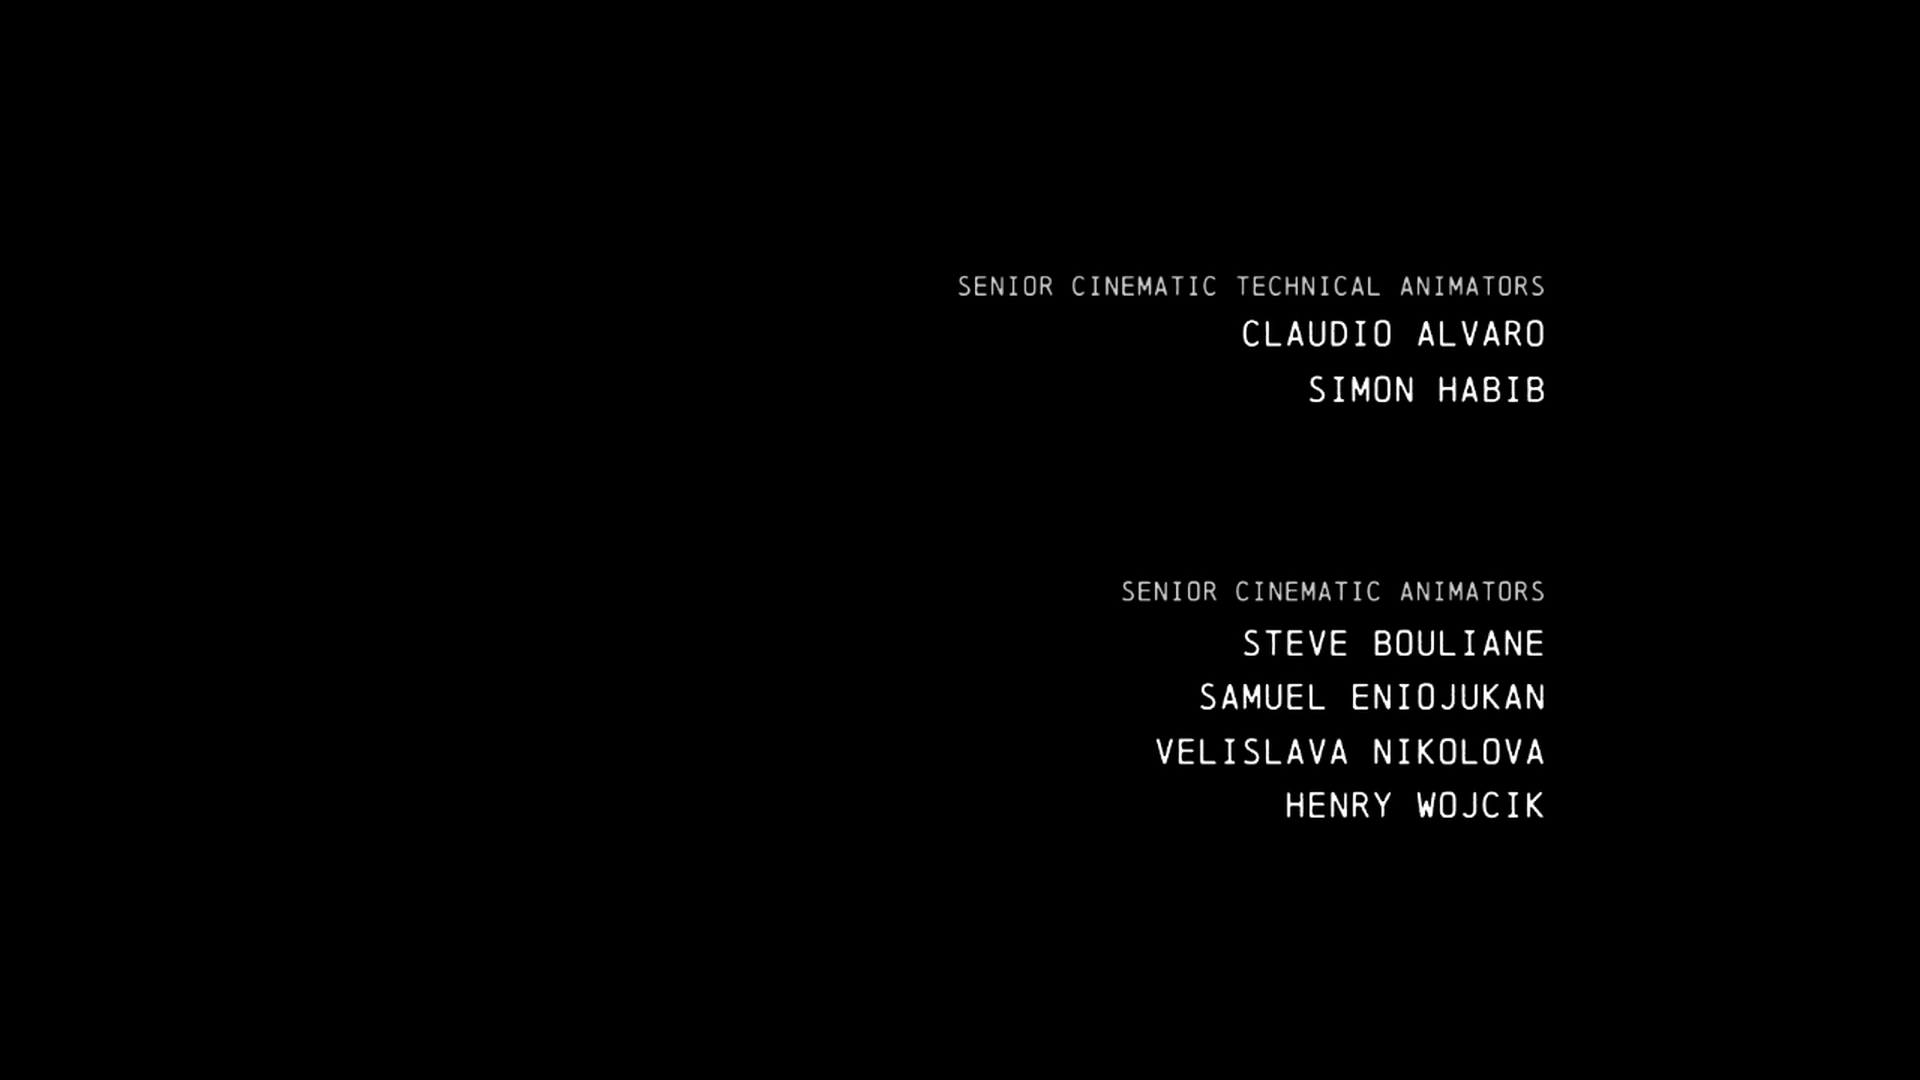 SENIOR CINEMATIC TECHNICAL ANIMATORS
CLAUDIO ALVARO
SIMON HABIB
SENIOR CINEMATIC ANIMATORS
STEVE BOULIANE
SAMUEL ENIOJUKAN
VELISLAVA NIKOLOVA
HENRY WOJCIK